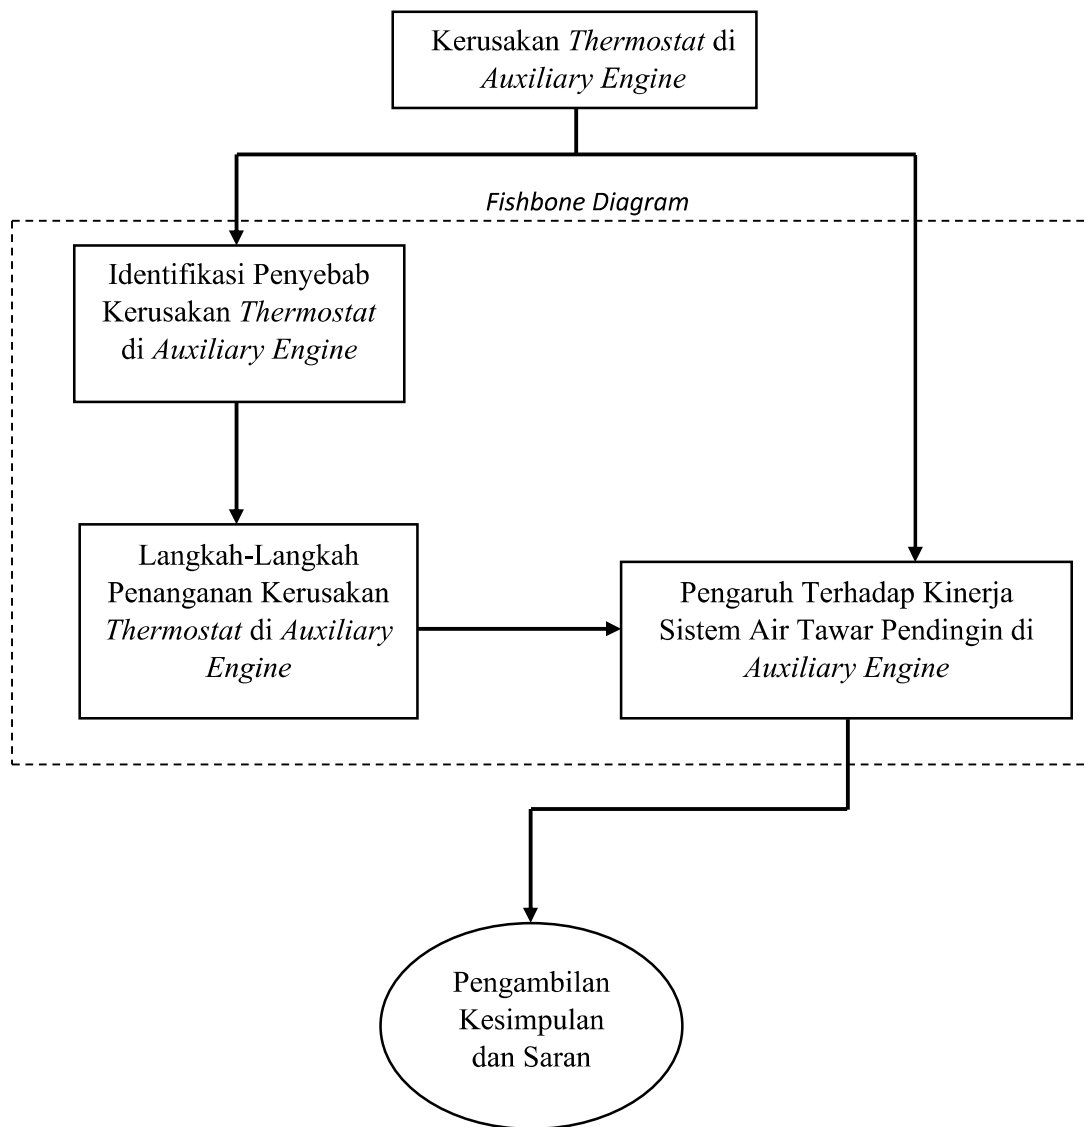 Kerusakan Thermostat di
Auxiliary Engine
Fishbone Diagram
Identifikasi Penyebab
Kerusakan Thermostat
di Auxiliary Engine
Langkah-Langkah
Penanganan Kerusakan
Thermostat di Auxiliary
Engine
Pengaruh Terhadap Kinerja
Sistem Air Tawar Pendingin di
Auxiliary Engine
Pengambilan
Kesimpulan
dan Saran